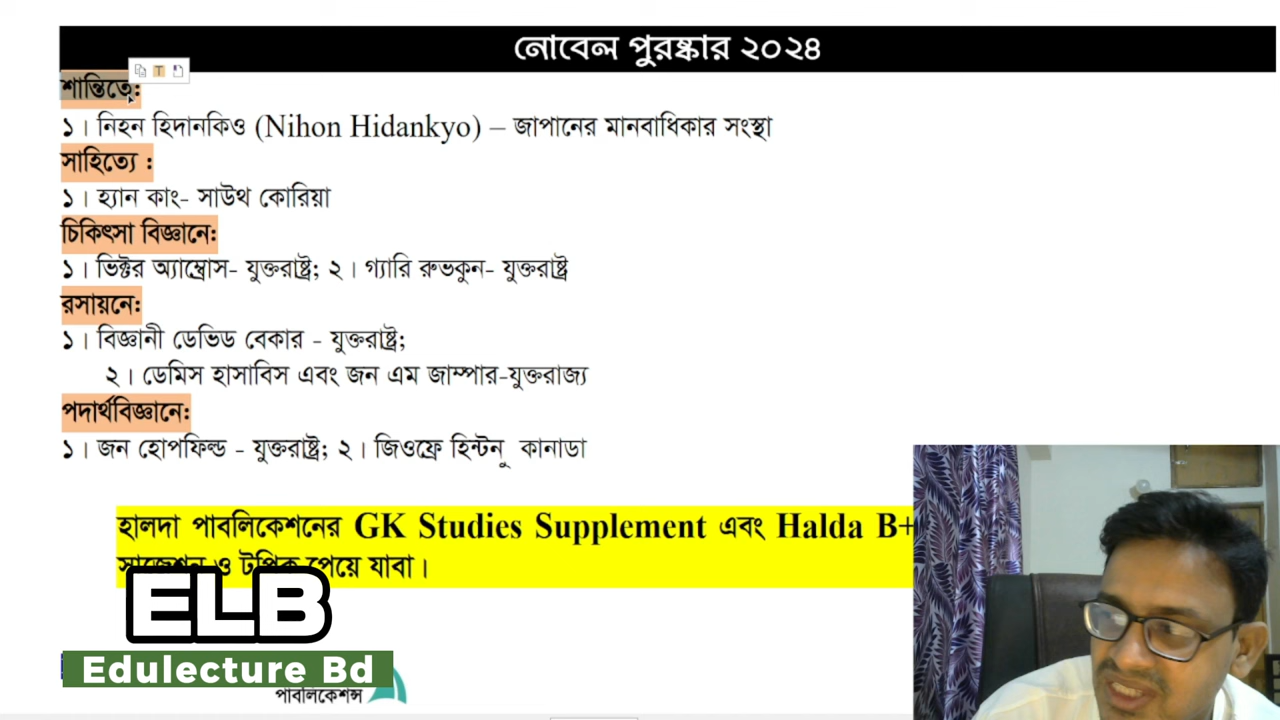 নোবেল পুরস্কার ২০২৪
শান্তিতে:
১। নিহন হিদানকিও (Nihon Hidankyo) – জাপানের মানবাধিকার সংস্থা
সাহিত্যে :
১। হ্যান কাং- সাউথ কোরিয়া
চিকিৎসা বিজ্ঞানে:
১। ভিক্টর অ্যাম্ব্রোস- যুক্তরাষ্ট্র; ২। গ্যারি রুভকুন- যুক্তরাষ্ট্র
রসায়নে:
১। বিজ্ঞানী ডেভিড বেকার - যুক্তরাষ্ট্র;
২। ডেমিস হাসাবিস এবং জন এম জাম্পার-যুক্তরাজ্য
পদার্থবিজ্ঞানে:
১। জন হোপফিল্ড - যুক্তরাষ্ট্র; ২। জিওফ্রে হিন্টন কানাডা
হালদা পাবলিকেশনের GK Studies Supplement এবং Halda B+
ও পেয়ে যাবা।
ELB
Edulecture Bd
পাবলিকেশন্স